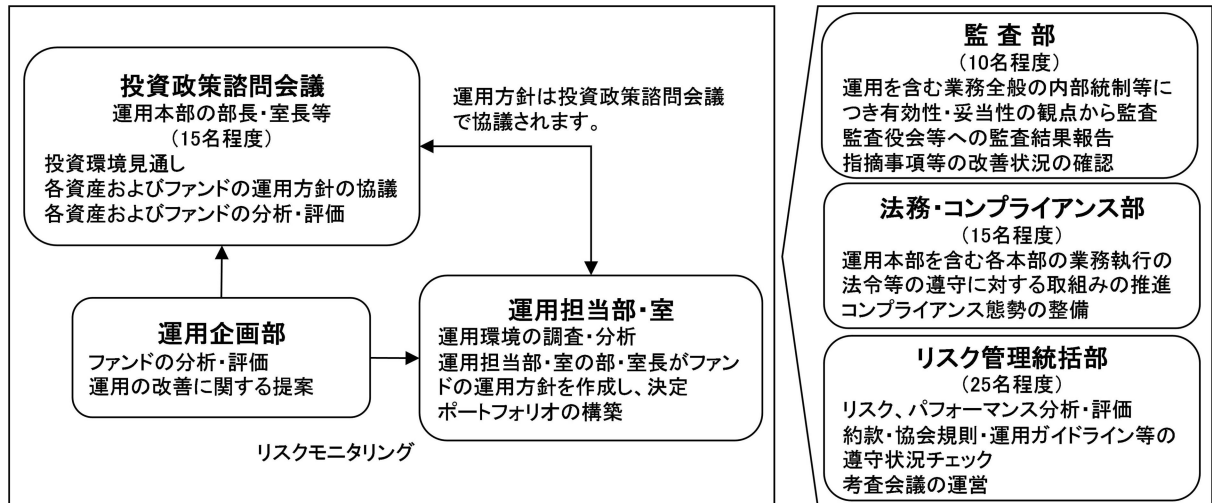 投資政策諮問会議
運用本部の部長・室長等
(15名程度)
投資環境見通し
各資産およびファンドの運用方針の協議
各資産およびファンドの分析・評価
運用方針は投資政策諮問会議
で協議されます。
運用企画部
ファンドの分析・評価
運用の改善に関する提案
運用担当部・室
運用環境の調査・分析
運用担当部・室の部・室長がファン
ドの運用方針を作成し、決定
ポートフォリオの構築
リスクモニタリング
監 査 部
(10名程度)
運用を含む業務全般の内部統制等に
つき有効性・妥当性の観点から監査
監査役会等への監査結果報告
指摘事項等の改善状況の確認
法務・コンプライアンス部
(15名程度)
運用本部を含む各本部の業務執行の
法令等の遵守に対する取組みの推進
コンプライアンス態勢の整備
リスク管理統括部
(25名程度)
リスク、パフォーマンス分析・評価
約款・協会規則・運用ガイドライン等の
遵守状況チェック
考査会議の運営